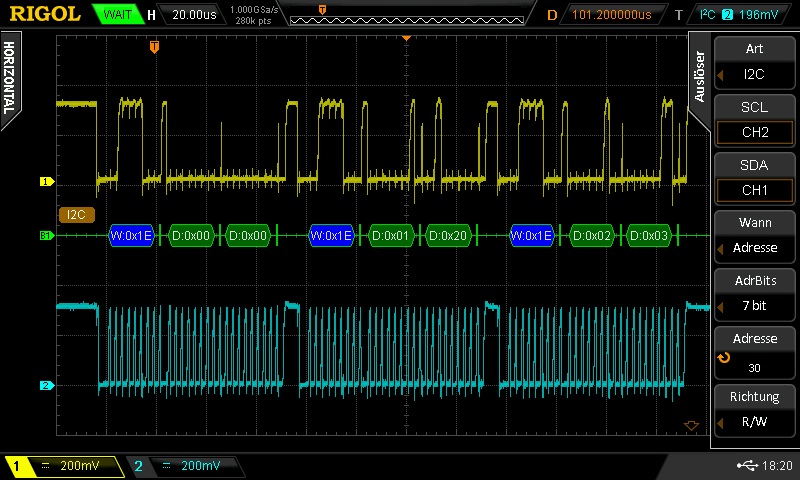 RIGOL WAIT H 20.00us 1.000GSa/s 280k pts T D 101.200000us T I²C 2 196mV
HORIZONTAL
T
Auslöser
Art
I2C
SCL
CH2
SDA
CH1
Wann
Adresse
AdrBits
7 bit
Adresse
30
Richtung
R/W
1
I2C
B1 W:0x1E D:0x00 D:0x00 W:0x1E D:0x01 D:0x20 W:0x1E D:0x02 D:0x03
2
1 200mV 2 200mV 18:20